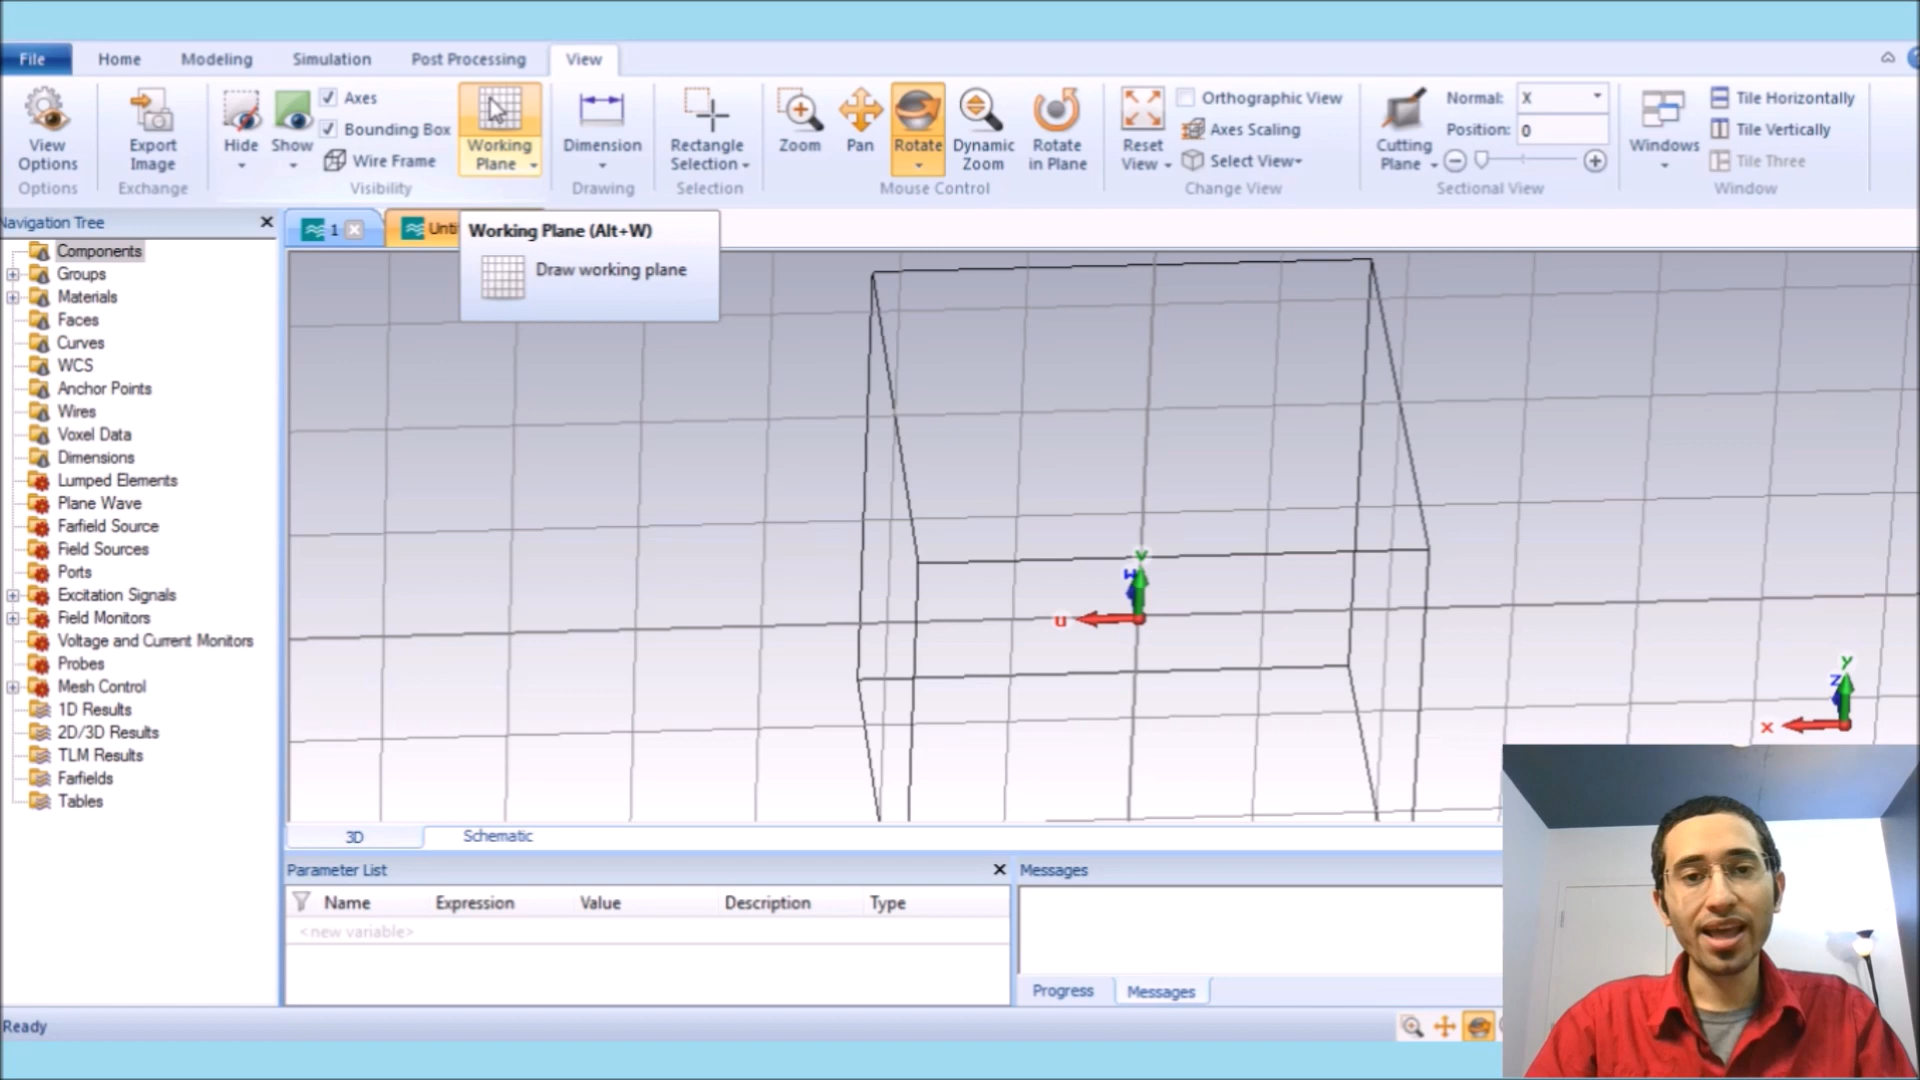 File Home Modeling Simulation Post Processing View
View Options
Export Image
Hide
Show
Axes
Bounding Box
Wire Frame
Working Plane
Dimension
Rectangle Selection
Zoom
Pan
Rotate
Dynamic Zoom
Rotate in Plane
Reset View
Orthographic View
Axes Scaling
Select View
Cutting Plane
Normal: X
Position: 0
Windows
Tile Horizontally
Tile Vertically
Tile Three
Options Exchange Visibility Drawing Selection Mouse Control Change View Sectional View Window
Navigation Tree
1
Unti
Working Plane (Alt+W)
Draw working plane
Components
Groups
Materials
Faces
Curves
WCS
Anchor Points
Wires
Voxel Data
Dimensions
Lumped Elements
Plane Wave
Farfield Source
Field Sources
Ports
Excitation Signals
Field Monitors
Voltage and Current Monitors
Probes
Mesh Control
1D Results
2D/3D Results
TLM Results
Farfields
Tables
v
w
u
y
z
x
3D Schematic
Parameter List
Name Expression Value Description Type
<new variable>
Messages
Progress Messages
Ready